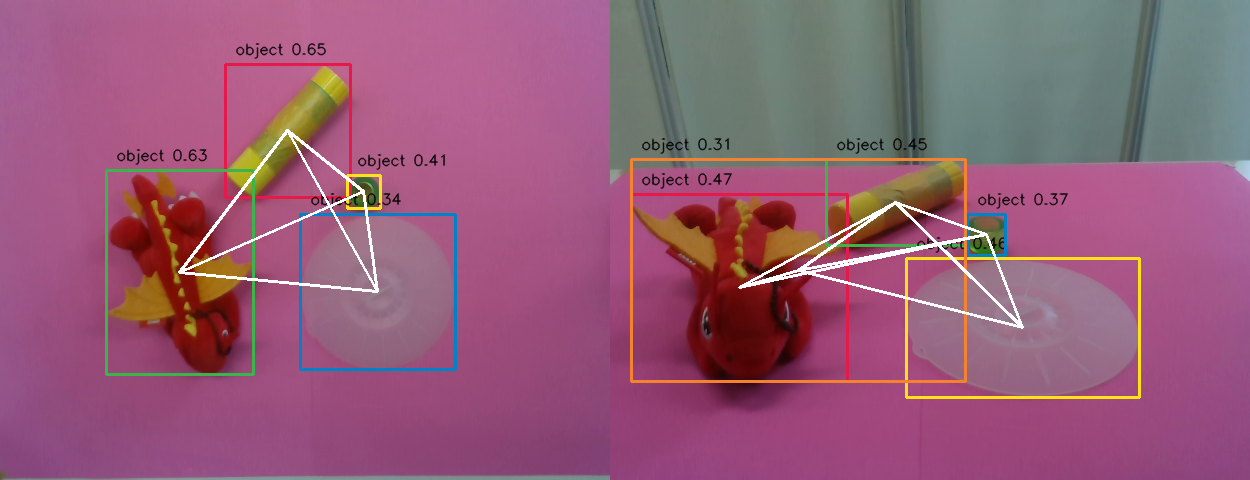 object 0.65
object 0.63
object 0.41
object 0.34
object 0.31
object 0.45
object 0.47
object 0.37
object 0.46